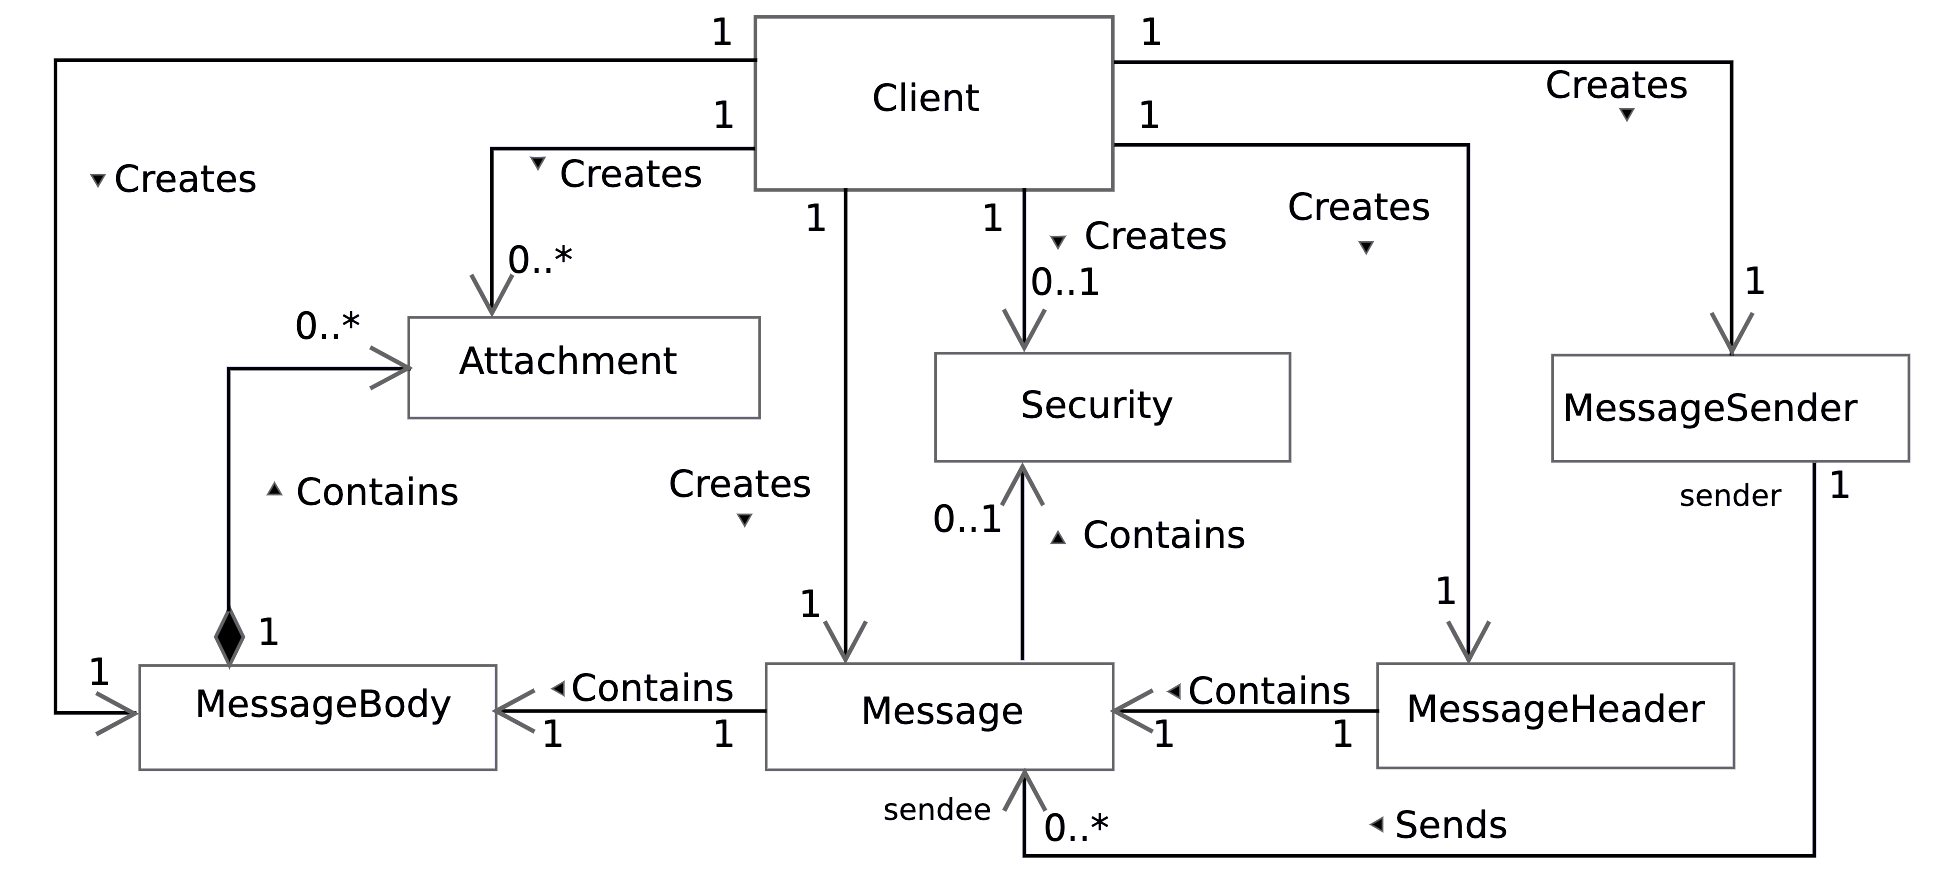 1
1
Client
Creates
1
1
Creates
Creates
Creates
1
1
Creates
0..*
0..1
1
0..*
Attachment
Security
MessageSender
Creates
Contains
sender
1
0..1
Contains
1
1
1
1
MessageBody
Contains
Message
Contains
MessageHeader
1
1
1
1
sendee
0..*
Sends